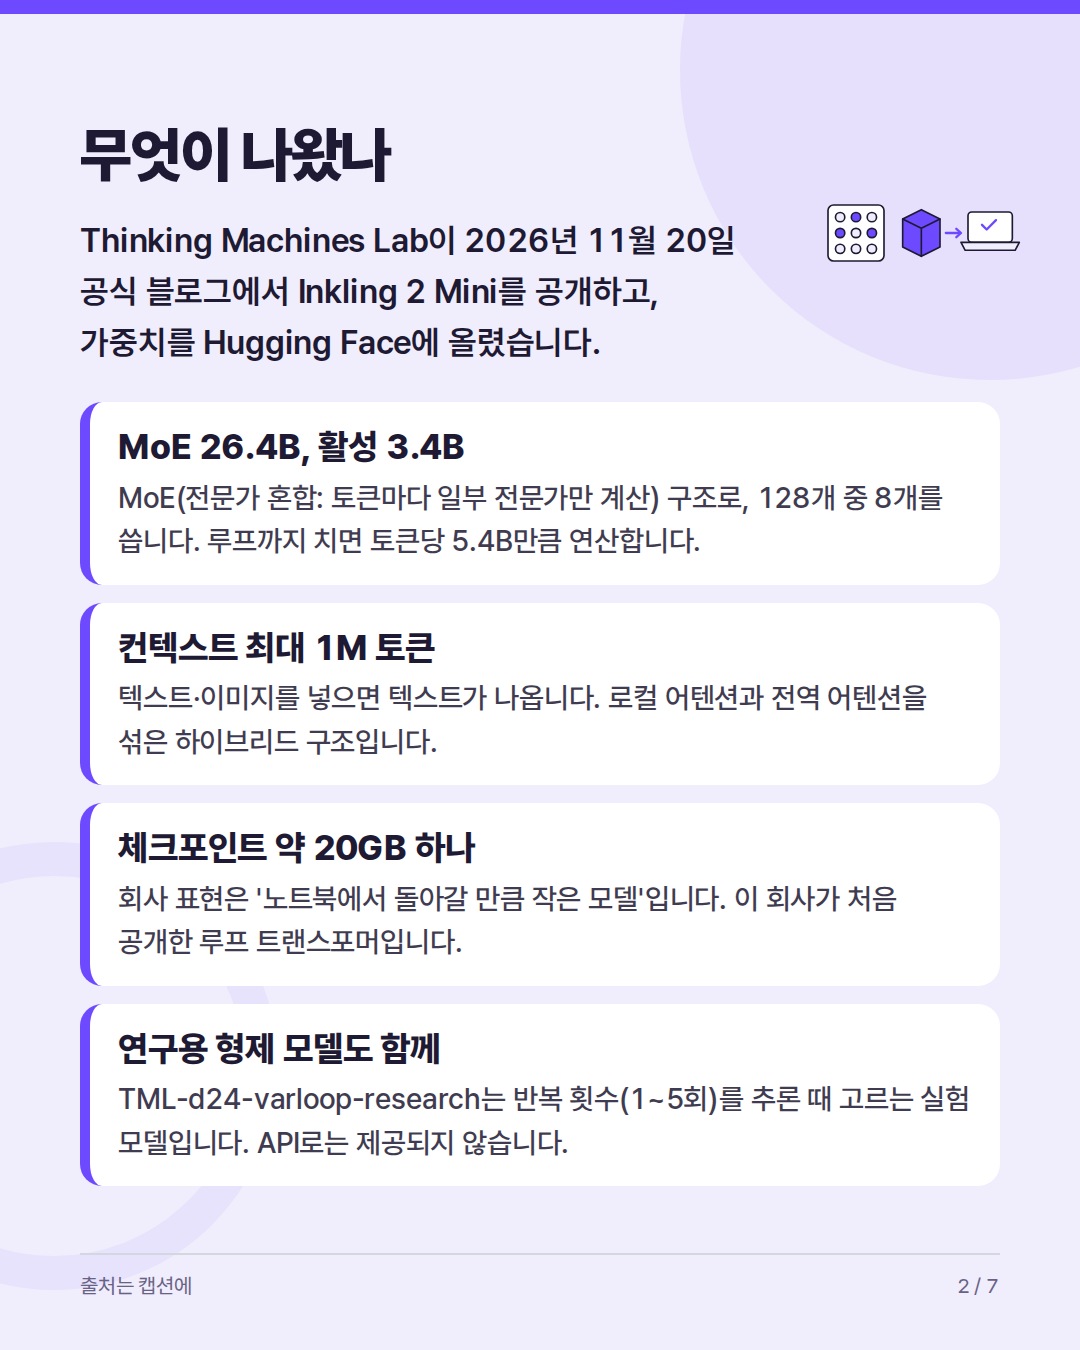 무엇이 나왔나
Thinking Machines Lab이 2026년 11월 20일
공식 블로그에서 Inkling 2 Mini를 공개하고,
가중치를 Hugging Face에 올렸습니다.
MoE 26.4B, 활성 3.4B
MoE(전문가 혼합: 토큰마다 일부 전문가만 계산) 구조로, 128개 중 8개를
씁니다. 루프까지 치면 토큰당 5.4B만큼 연산합니다.
컨텍스트 최대 1M 토큰
텍스트·이미지를 넣으면 텍스트가 나옵니다. 로컬 어텐션과 전역 어텐션을
섞은 하이브리드 구조입니다.
체크포인트 약 20GB 하나
회사 표현은 '노트북에서 돌아갈 만큼 작은 모델'입니다. 이 회사가 처음
공개한 루프 트랜스포머입니다.
연구용 형제 모델도 함께
TML-d24-varloop-research는 반복 횟수(1~5회)를 추론 때 고르는 실험
모델입니다. API로는 제공되지 않습니다.
출처는 캡션에
2 / 7